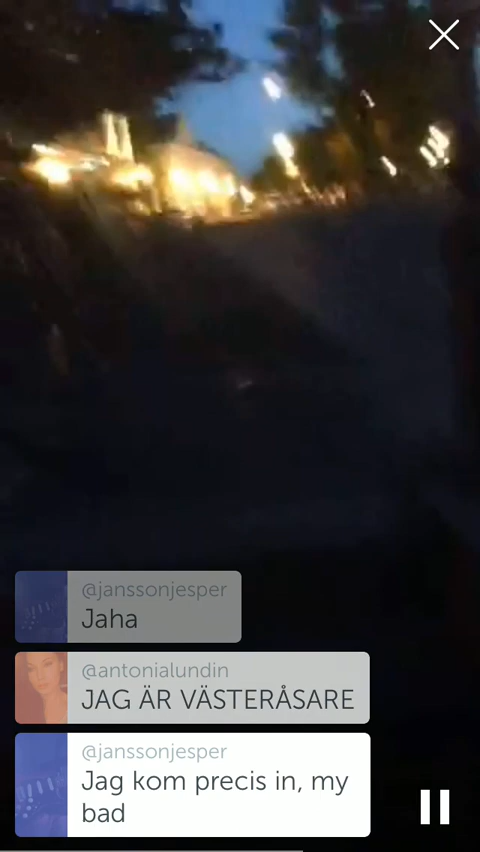 @janssonjesper
Jaha
@antonialundin
JAG ÄR VÄSTERÅSARE
@janssonjesper
Jag kom precis in, my
bad